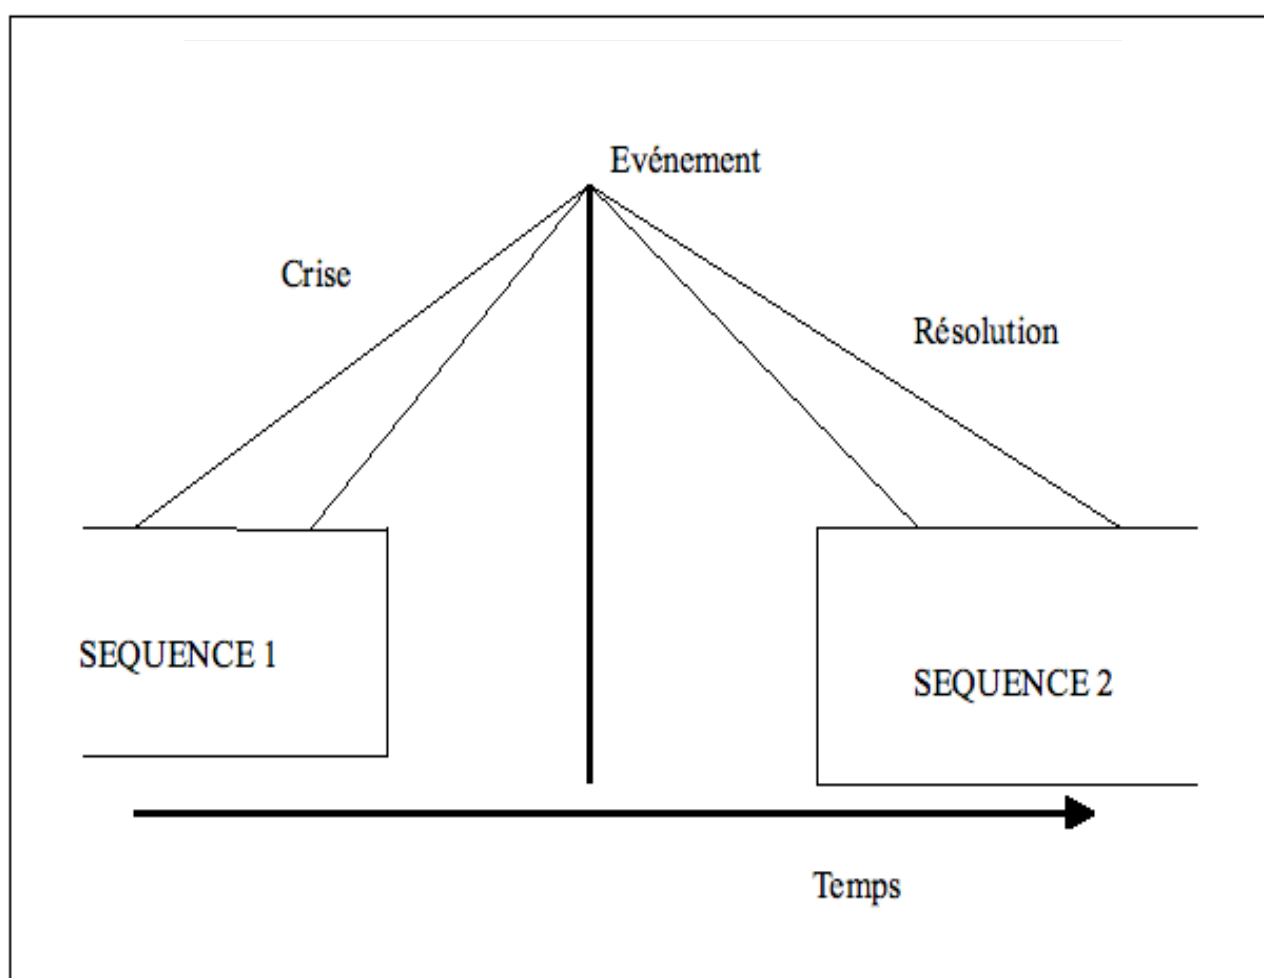 Evénement
Crise
Résolution
SEQUENCE 1
SEQUENCE 2
Temps